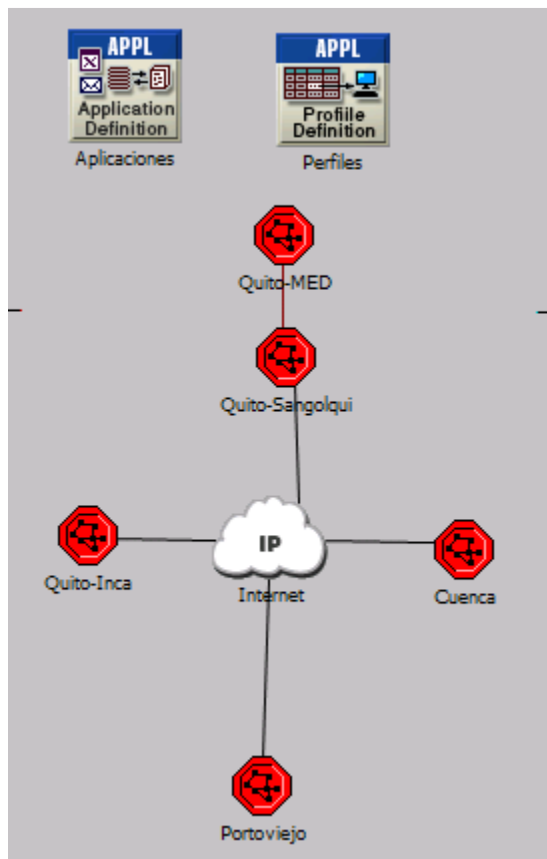 APPL
Application
Definition
Aplicaciones
APPL
Profiile
Definition
Perfiles
Quito-MED
Quito-Sangolqui
IP
Internet
Quito-Inca
Cuenca
Portoviejo